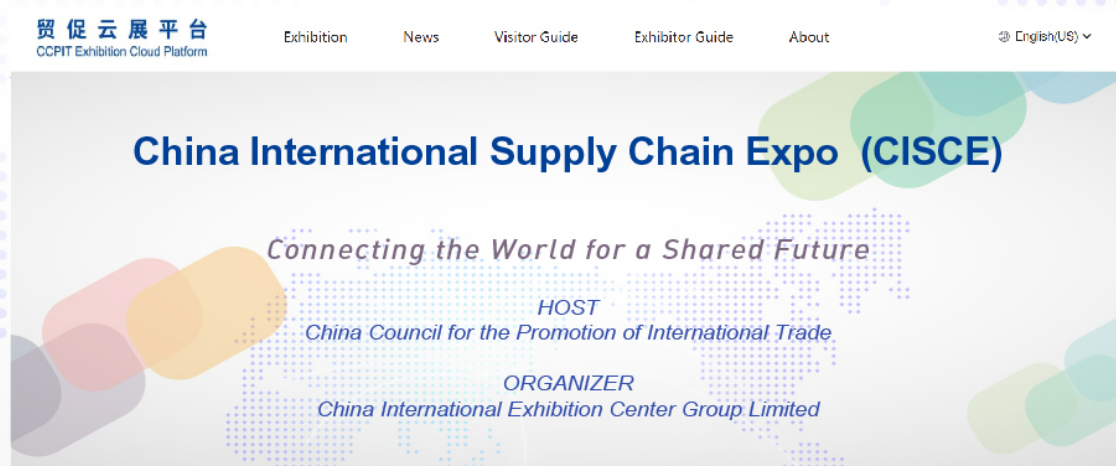 贸促云展平台
CCPIT Exhibition Cloud Platform
Exhibition News Visitor Guide Exhibitor Guide About English(US)
China International Supply Chain Expo (CISCE)
Connecting the World for a Shared Future
HOST
China Council for the Promotion of International Trade
ORGANIZER
China International Exhibition Center Group Limited